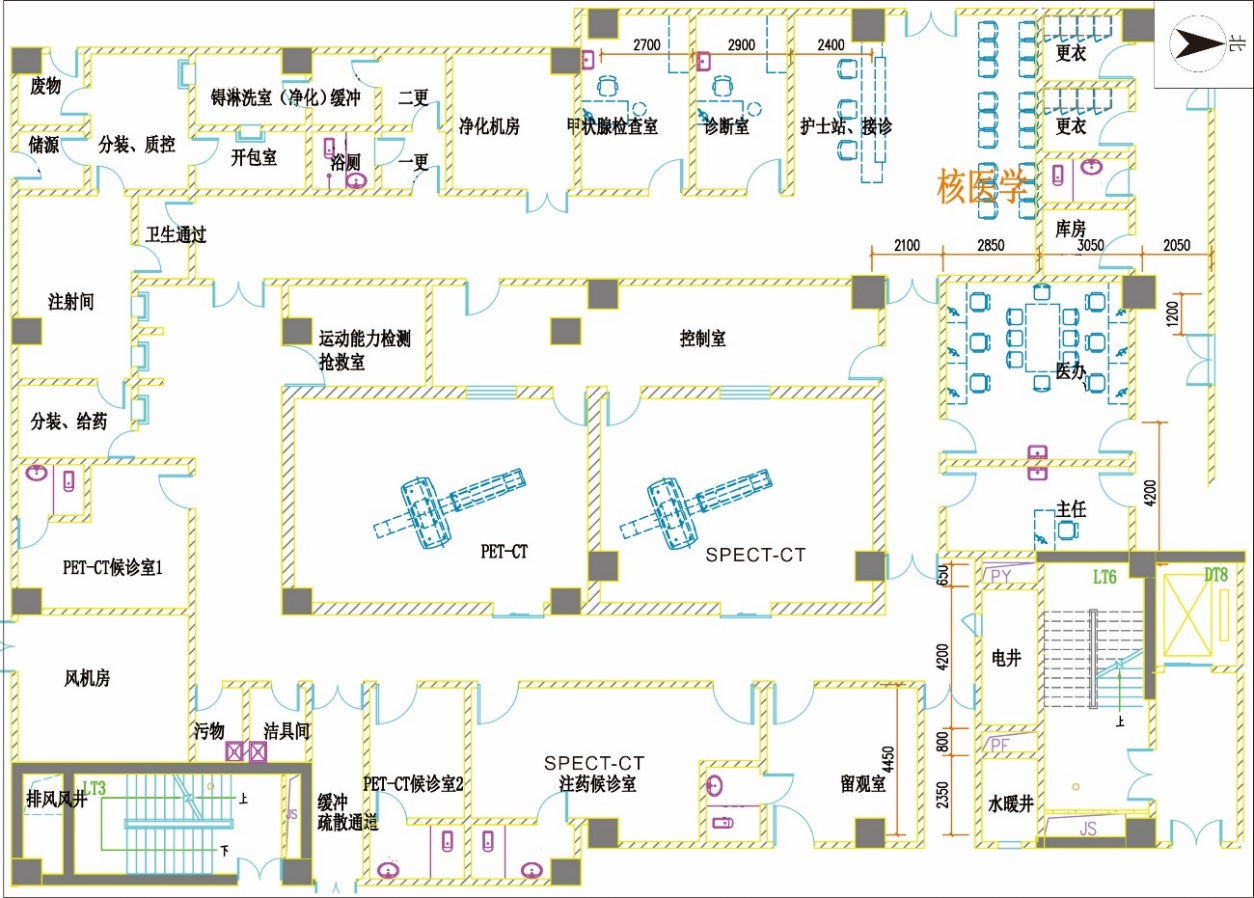 2700
2900
2400
更衣
北
废物
锝淋洗室（净化）缓冲
二更
净化机房
甲状腺检查室
诊断室
护士站、接诊
更衣
储源
分装、质控
开包室
浴厕
一更
核医学
库房
卫生通过
2100
2850
3050
2050
注射间
1200
运动能力检测
抢救室
控制室
医办
分装、给药
4200
主任
PET-CT
SPECT-CT
PET-CT候诊室1
650
PY
LT6
DT8
4200
电井
风机房
污物
洁具间
上
800
PF
4450
SPECT-CT
注药候诊室
PET-CT候诊室2
留观室
2350
水暖井
JS
排风风井
LT3
上
下
JS
缓冲
疏散通道